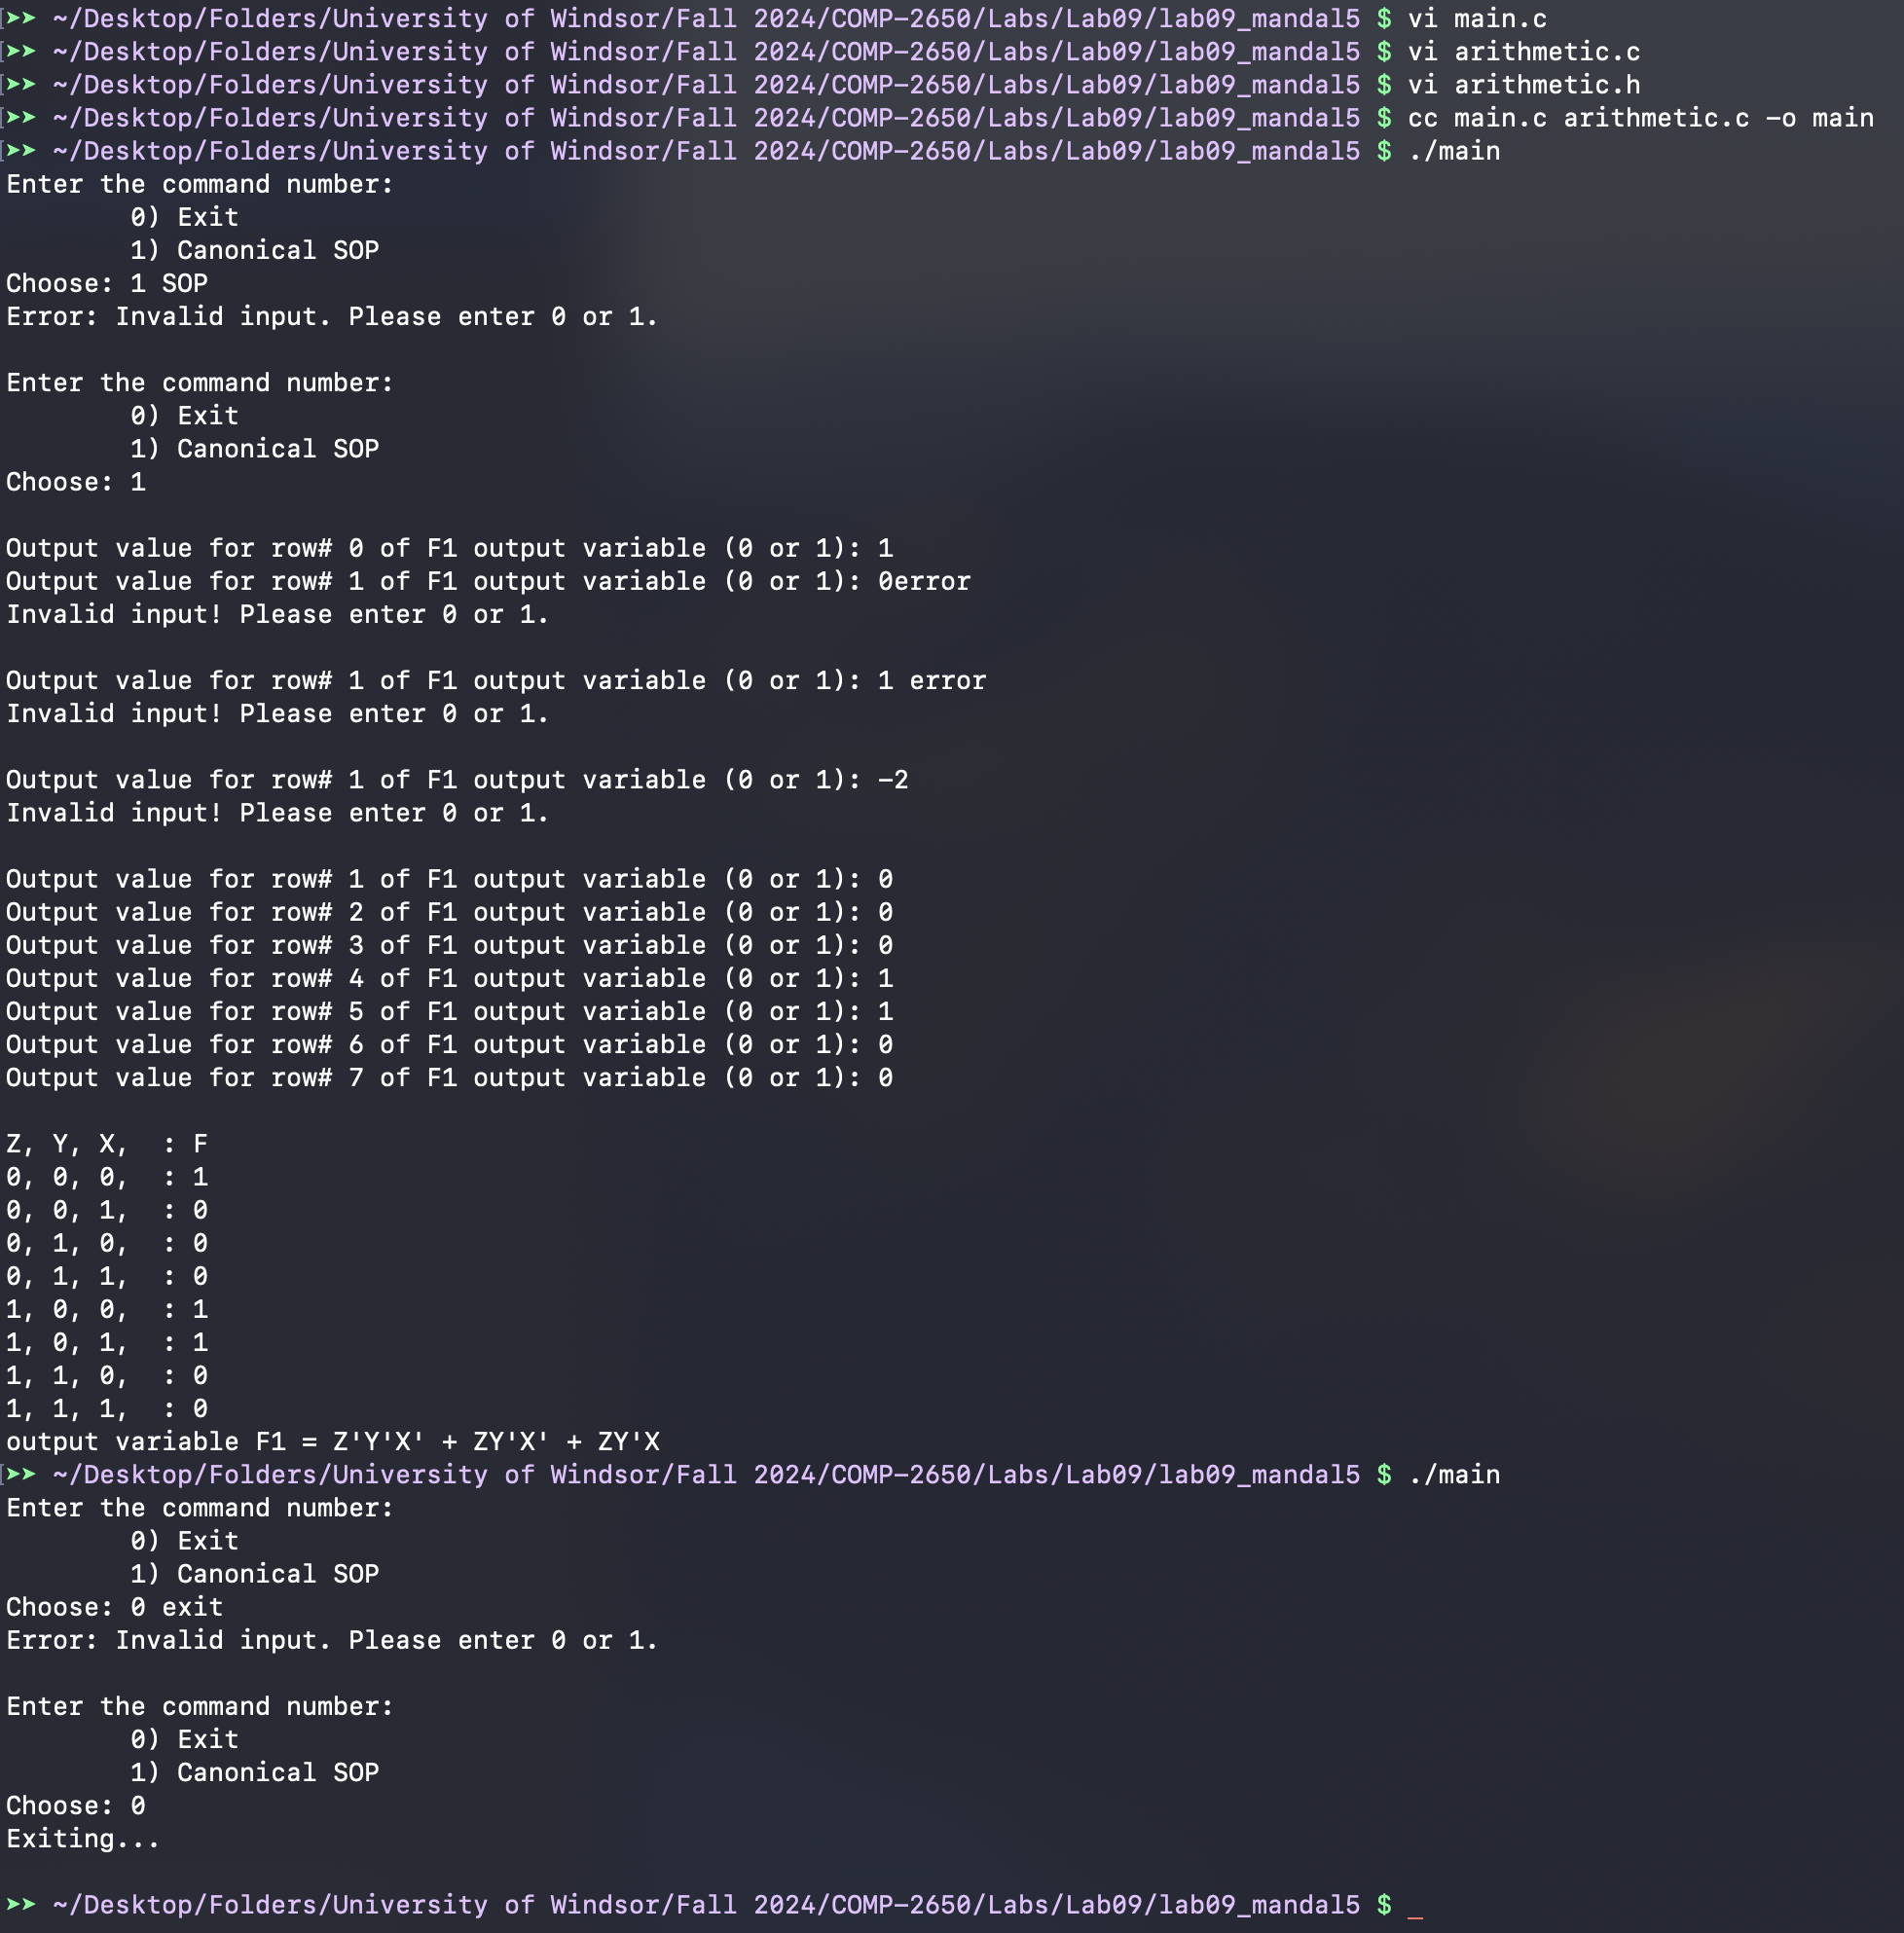 ➤➤ ~/Desktop/Folders/University of Windsor/Fall 2024/COMP-2650/Labs/Lab09/lab09_mandal5 $ vi main.c
➤➤ ~/Desktop/Folders/University of Windsor/Fall 2024/COMP-2650/Labs/Lab09/lab09_mandal5 $ vi arithmetic.c
➤➤ ~/Desktop/Folders/University of Windsor/Fall 2024/COMP-2650/Labs/Lab09/lab09_mandal5 $ vi arithmetic.h
➤➤ ~/Desktop/Folders/University of Windsor/Fall 2024/COMP-2650/Labs/Lab09/lab09_mandal5 $ cc main.c arithmetic.c -o main
➤➤ ~/Desktop/Folders/University of Windsor/Fall 2024/COMP-2650/Labs/Lab09/lab09_mandal5 $ ./main
Enter the command number:
        0) Exit
        1) Canonical SOP
Choose: 1 SOP
Error: Invalid input. Please enter 0 or 1.

Enter the command number:
        0) Exit
        1) Canonical SOP
Choose: 1

Output value for row# 0 of F1 output variable (0 or 1): 1
Output value for row# 1 of F1 output variable (0 or 1): 0error
Invalid input! Please enter 0 or 1.

Output value for row# 1 of F1 output variable (0 or 1): 1 error
Invalid input! Please enter 0 or 1.

Output value for row# 1 of F1 output variable (0 or 1): -2
Invalid input! Please enter 0 or 1.

Output value for row# 1 of F1 output variable (0 or 1): 0
Output value for row# 2 of F1 output variable (0 or 1): 0
Output value for row# 3 of F1 output variable (0 or 1): 0
Output value for row# 4 of F1 output variable (0 or 1): 1
Output value for row# 5 of F1 output variable (0 or 1): 1
Output value for row# 6 of F1 output variable (0 or 1): 0
Output value for row# 7 of F1 output variable (0 or 1): 0

Z, Y, X,  : F
0, 0, 0,  : 1
0, 0, 1,  : 0
0, 1, 0,  : 0
0, 1, 1,  : 0
1, 0, 0,  : 1
1, 0, 1,  : 1
1, 1, 0,  : 0
1, 1, 1,  : 0
output variable F1 = Z'Y'X' + ZY'X' + ZY'X
➤➤ ~/Desktop/Folders/University of Windsor/Fall 2024/COMP-2650/Labs/Lab09/lab09_mandal5 $ ./main
Enter the command number:
        0) Exit
        1) Canonical SOP
Choose: 0 exit
Error: Invalid input. Please enter 0 or 1.

Enter the command number:
        0) Exit
        1) Canonical SOP
Choose: 0
Exiting...

➤➤ ~/Desktop/Folders/University of Windsor/Fall 2024/COMP-2650/Labs/Lab09/lab09_mandal5 $ _